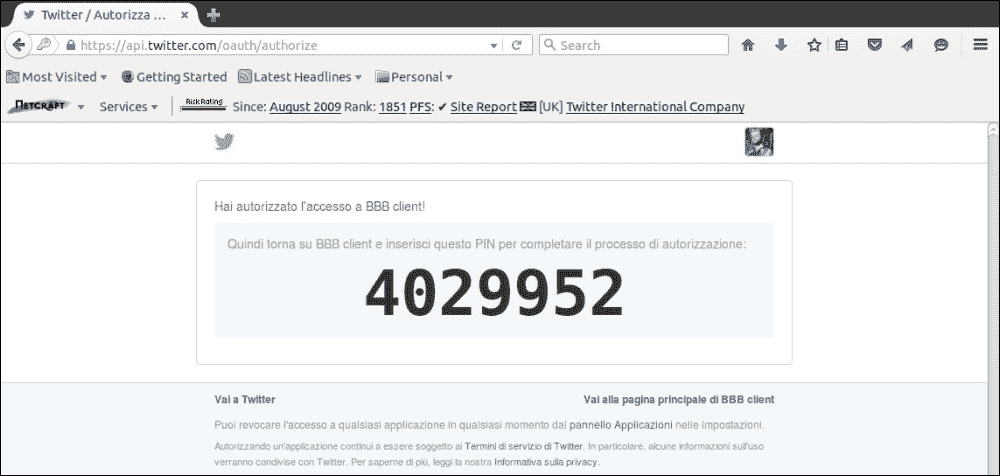 Twitter / Autorizza ...
https://api.twitter.com/oauth/authorize
Search
Most Visited
Getting Started
Latest Headlines
Personal
NETCRAFT
Services
RiskRating
Since: August 2009 Rank: 1851 PFS: ✔ Site Report [UK] Twitter International Company
Hai autorizzato l'accesso a BBB client!
Quindi torna su BBB client e inserisci questo PIN per completare il processo di autorizzazione:
4029952
Vai a Twitter
Vai alla pagina principale di BBB client
Puoi revocare l'accesso a qualsiasi applicazione in qualsiasi momento dal pannello Applicazioni nelle impostazioni.
Autorizzando un'applicazione continui a essere soggetto ai Termini di servizio di Twitter. In particolare, alcune informazioni sull'uso
verranno condivise con Twitter. Per saperne di più, leggi la nostra Informativa sulla privacy.